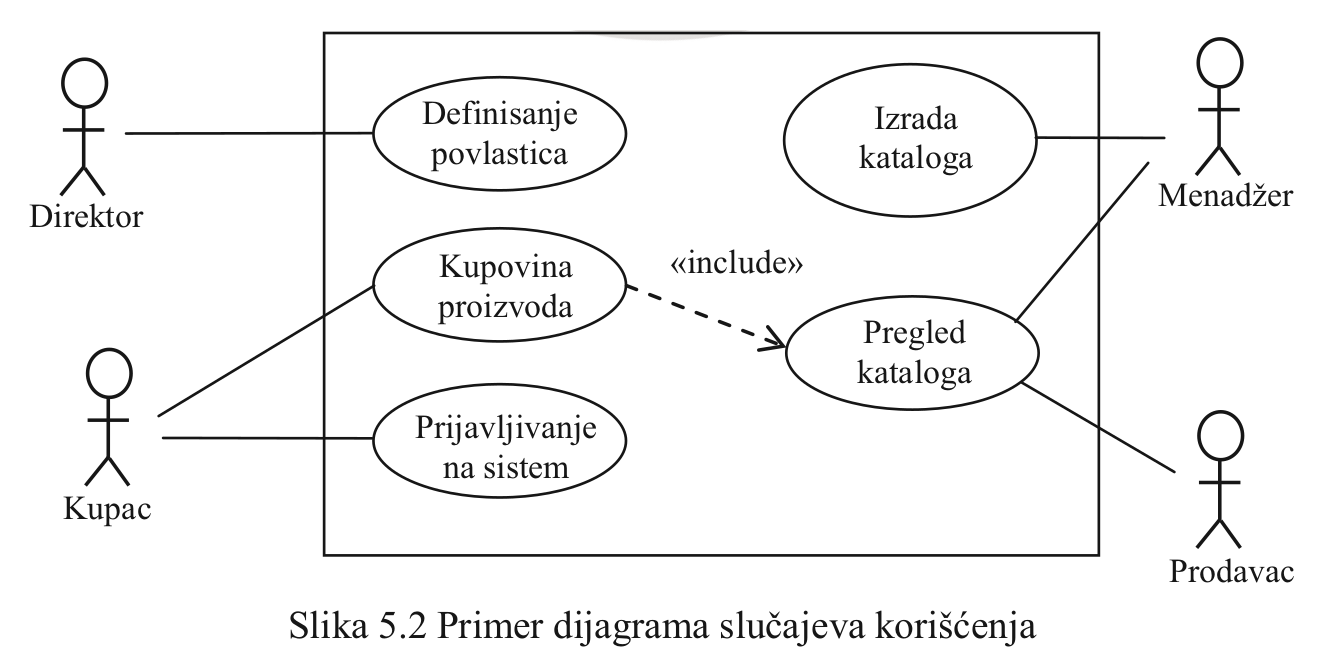 Definisanje
povlastica
Izrada
kataloga
Direktor
Menadžer
Kupovina
proizvoda
«include»
Pregled
kataloga
Prijavljivanje
na sistem
Kupac
Prodavac
Slika 5.2 Primer dijagrama slučajeva korišćenja